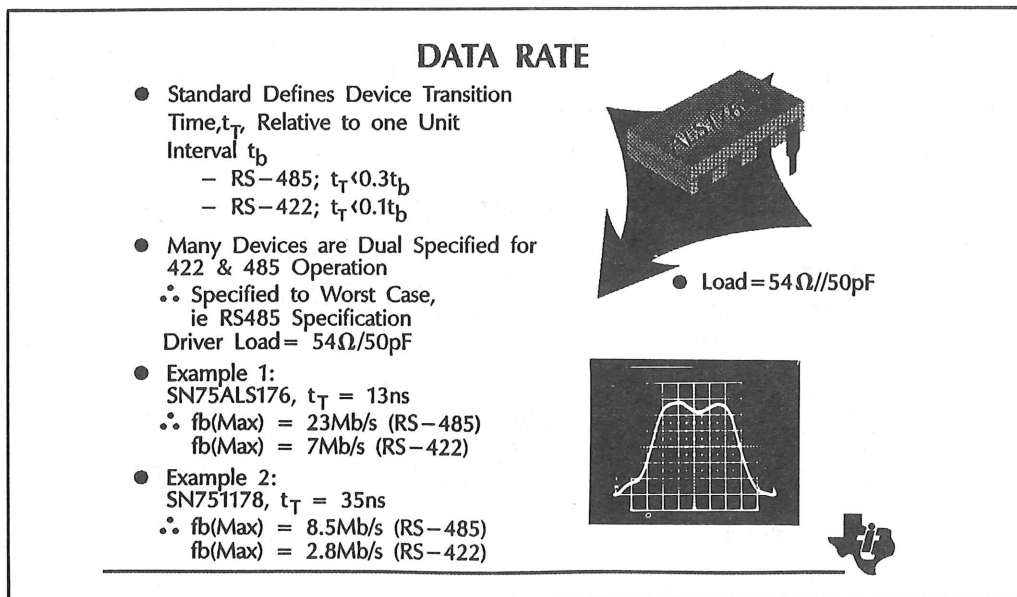 DATA RATE
● Standard Defines Device Transition
Time,tT, Relative to one Unit
Interval tb
– RS–485; tT<0.3tb
– RS–422; tT<0.1tb
● Many Devices are Dual Specified for
422 & 485 Operation
∴ Specified to Worst Case,
ie RS485 Specification
Driver Load= 54Ω/50pF
● Example 1:
SN75ALS176, tT = 13ns
∴ fb(Max) = 23Mb/s (RS–485)
fb(Max) = 7Mb/s (RS–422)
● Example 2:
SN751178, tT = 35ns
∴ fb(Max) = 8.5Mb/s (RS–485)
fb(Max) = 2.8Mb/s (RS–422)
● Load=54Ω//50pF